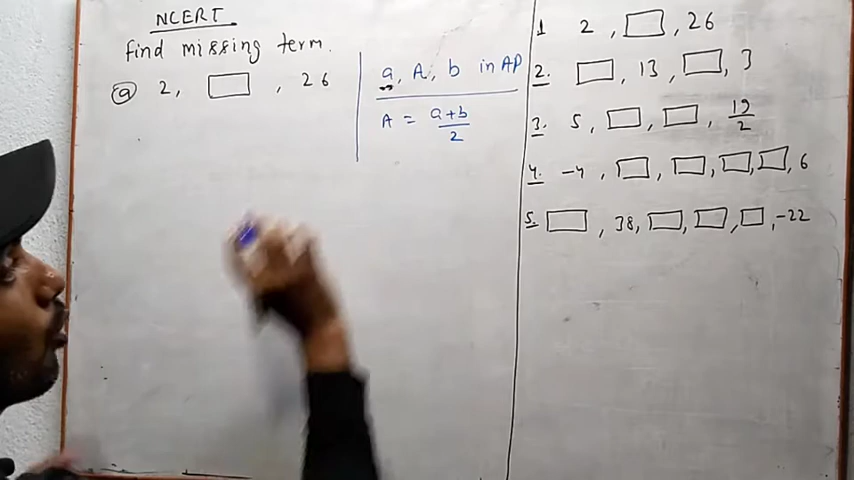 NCERT
find missing term.
(a) 2, □ , 26
a, A, b in AP
A = a+b/2
1 2 , □ , 26
2. □ , 13 , □ , 3
3. 5 , □ , □ , 19/2
4. -4 , □ , □ , □ , □ , 6
5. □ , 38, □ , □ , □ , -22